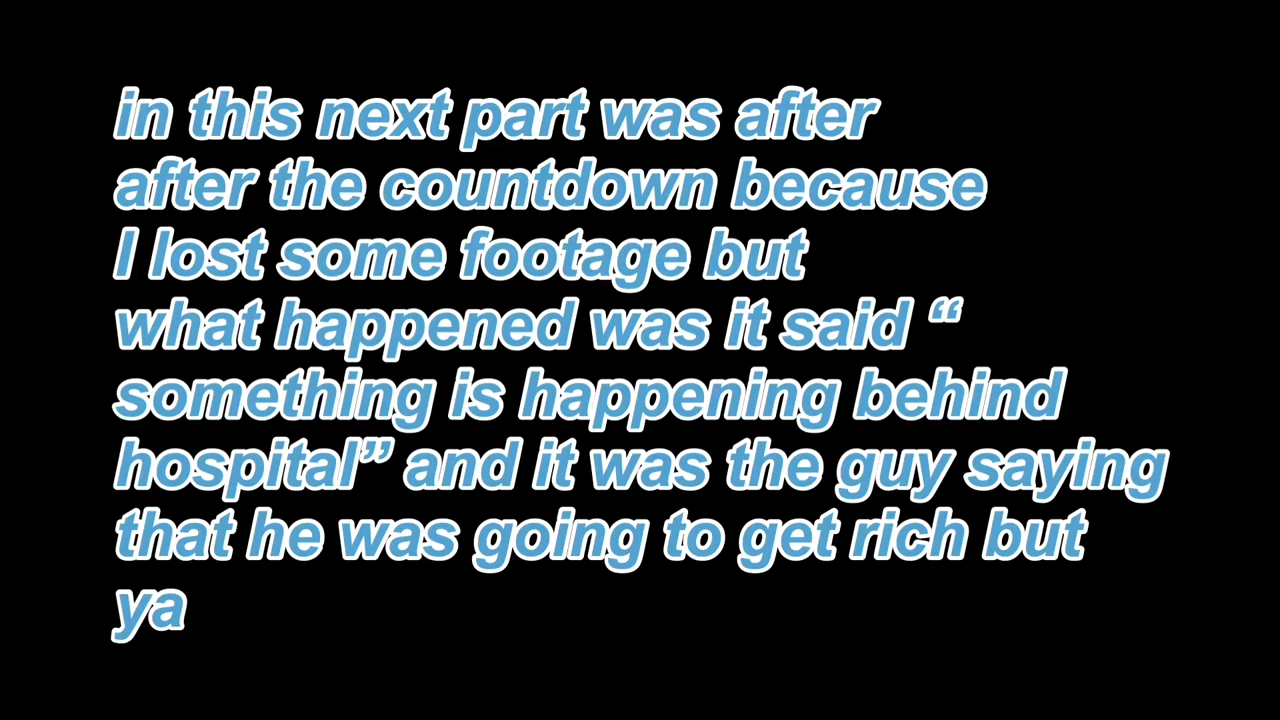 in this next part was after
after the countdown because
I lost some footage but
what happened was it said “
something is happening behind
hospital” and it was the guy saying
that he was going to get rich but
ya